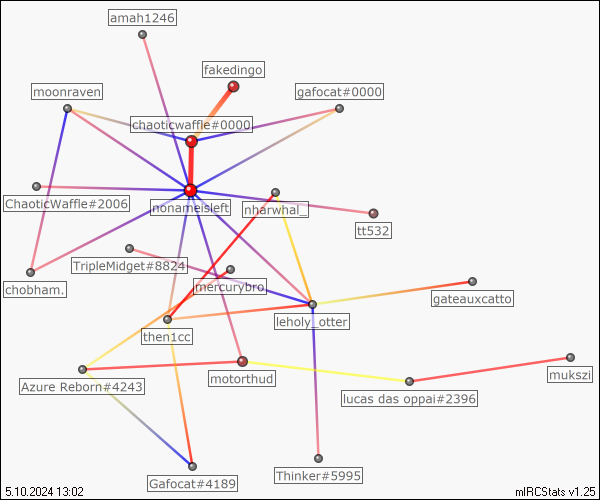 amah1246
fakedingo
moonraven
gafocat#0000
chaoticwaffle#0000
ChaoticWaffle#2006
nonameisleft
nharwhal_
tt532
TripleMidget#8824
chobham.
mercurybro.
gateauxcatto
leholy_otter
then1cc
motorthud
mukszi
Azure Reborn#4243
lucas das oppai#2396
Gafocat#4189
Thinker#5995
5.10.2024 13:02
mIRCStats v1.25